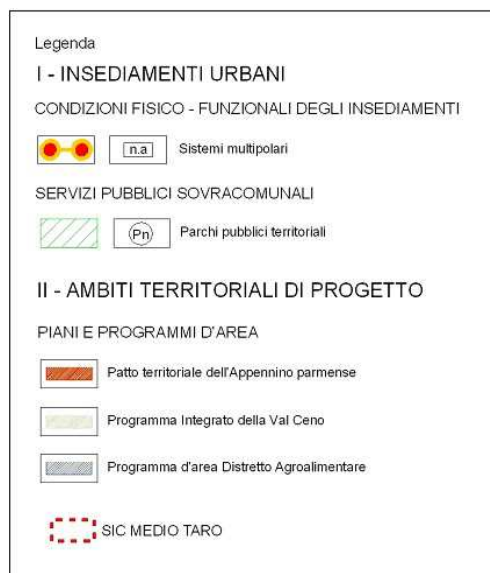 Legenda
I - INSEDIAMENTI URBANI
CONDIZIONI FISICO - FUNZIONALI DEGLI INSEDIAMENTI
n.a Sistemi multipolari
SERVIZI PUBBLICI SOVRACOMUNALI
Pn Parchi pubblici territoriali
II - AMBITI TERRITORIALI DI PROGETTO
PIANI E PROGRAMMI D'AREA
Patto territoriale dell'Appennino parmense
Programma Integrato della Val Ceno
Programma d'area Distretto Agroalimentare
SIC MEDIO TARO